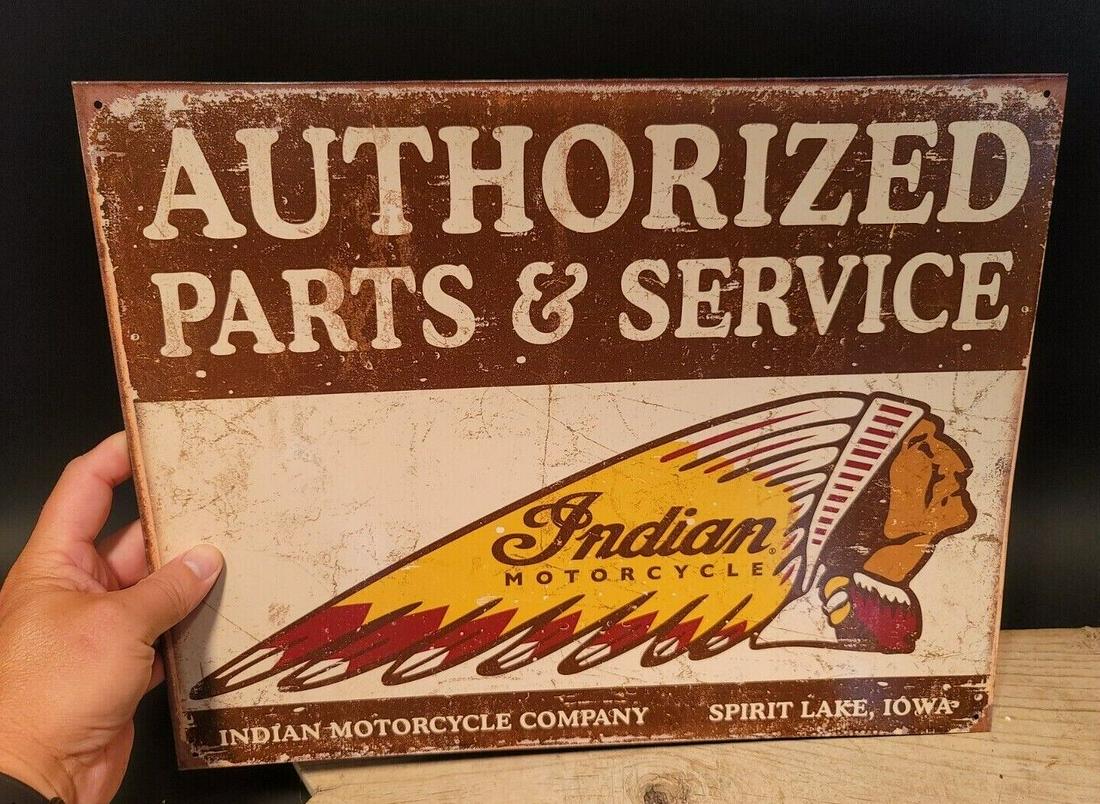 AUTHORIZED
PARTS & SERVICE
Indian®
MOTORCYCLE
INDIAN MOTORCYCLE COMPANY
SPIRIT LAKE, IOWA